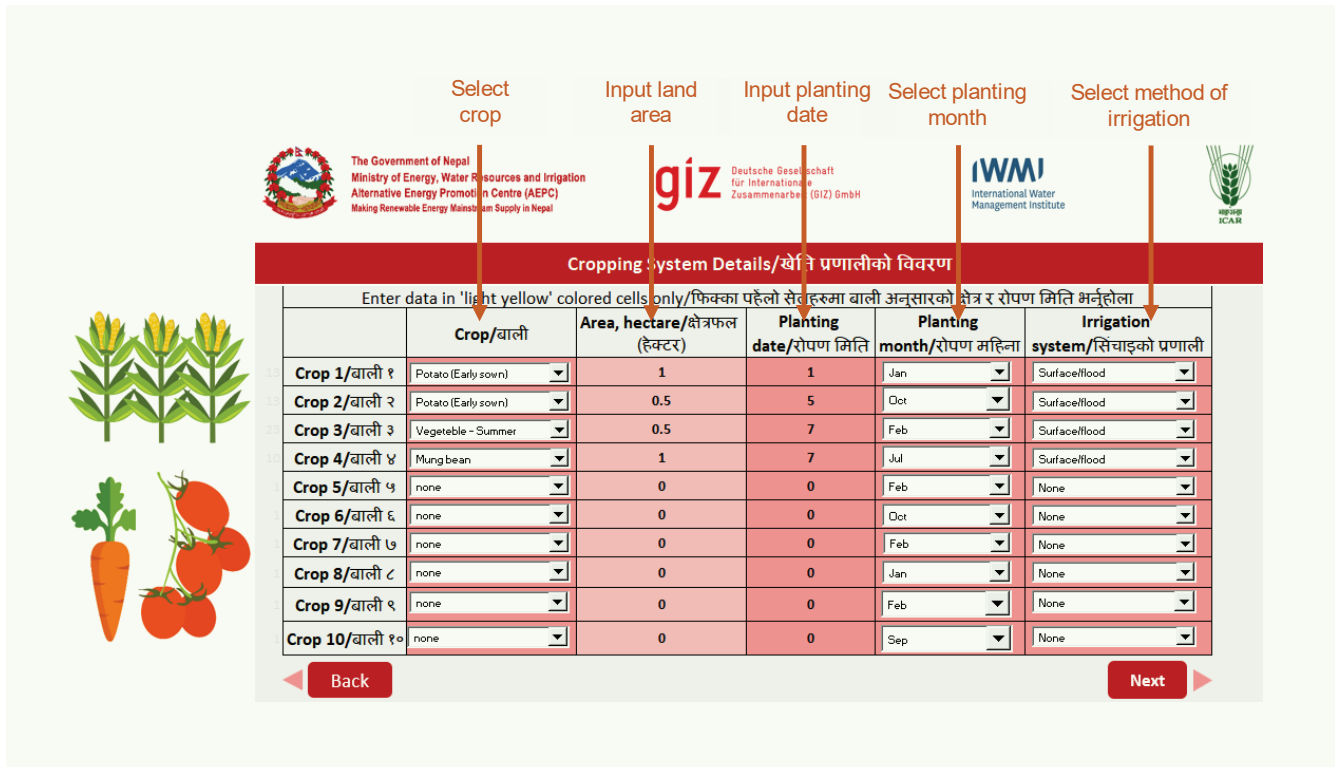 Select crop
Input land area
Input planting date
Select planting month
Select method of irrigation
The Government of Nepal
Ministry of Energy, Water Resources and Irrigation
Alternative Energy Promotion Centre (AEPC)
Making Renewable Energy Mainstream Supply in Nepal
giz
Deutsche Gesellschaft
für Internationale
Zusammenarbeit (GIZ) GmbH
IWMI
International Water
Management Institute
ICAR
Cropping System Details/खेति प्रणालीको विवरण
Enter data in 'light yellow' colored cells only/फिक्का पहेंलो सेलहरुमा बाली अनुसारको क्षेत्र र रोपण मिति भर्नुहोला
Crop/बाली
Area, hectare/क्षेत्रफल (हेक्टर)
Planting date/रोपण मिति
Planting month/रोपण महिना
Irrigation system/सिंचाइको प्रणाली
Crop 1/बाली १ Potato (Early sown) 1 1 Jan Surface/flood
Crop 2/बाली २ Potato (Early sown) 0.5 5 Oct Surface/flood
Crop 3/बाली ३ Vegeteble - Summer 0.5 7 Feb Surface/flood
Crop 4/बाली ४ Mung bean 1 7 Jul Surface/flood
Crop 5/बाली ५ none 0 0 Feb None
Crop 6/बाली ६ none 0 0 Oct None
Crop 7/बाली ७ none 0 0 Feb None
Crop 8/बाली ८ none 0 0 Jan None
Crop 9/बाली ९ none 0 0 Feb None
Crop 10/बाली १० none 0 0 Sep None
Back
Next